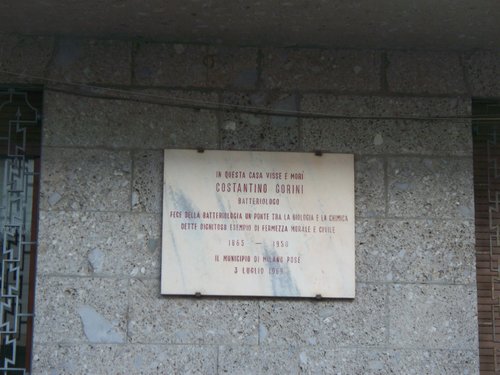 IN QUESTA CASA VISSE E MORÌ
COSTANTINO GORINI
BATTERIOLOGO
FECE DELLA BATTERIOLOGIA UN PONTE TRA LA BIOLOGIA E LA CHIMICA
DETTE DIGNITOSO ESEMPIO DI FERMEZZA MORALE E CIVILE
1865 — 1950
IL MUNICIPIO DI MILANO POSE
3 LUGLIO 1969